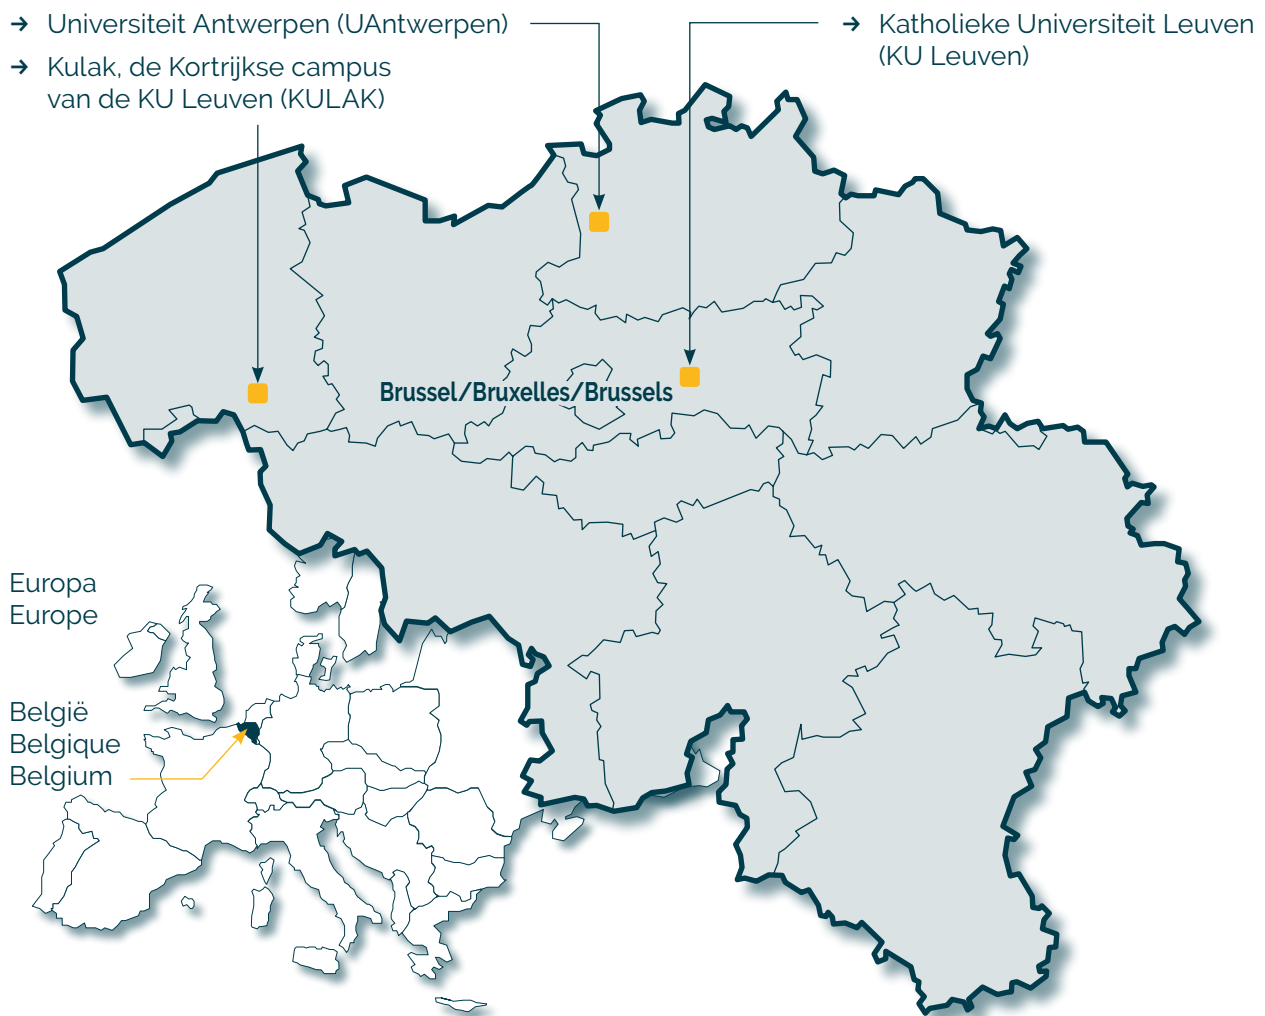 → Universiteit Antwerpen (UAntwerpen)
→ Kulak, de Kortrijkse campus
van de KU Leuven (KULAK)
→ Katholieke Universiteit Leuven
(KU Leuven)
Brussel/Bruxelles/Brussels
Europa
Europe
België
Belgique
Belgium